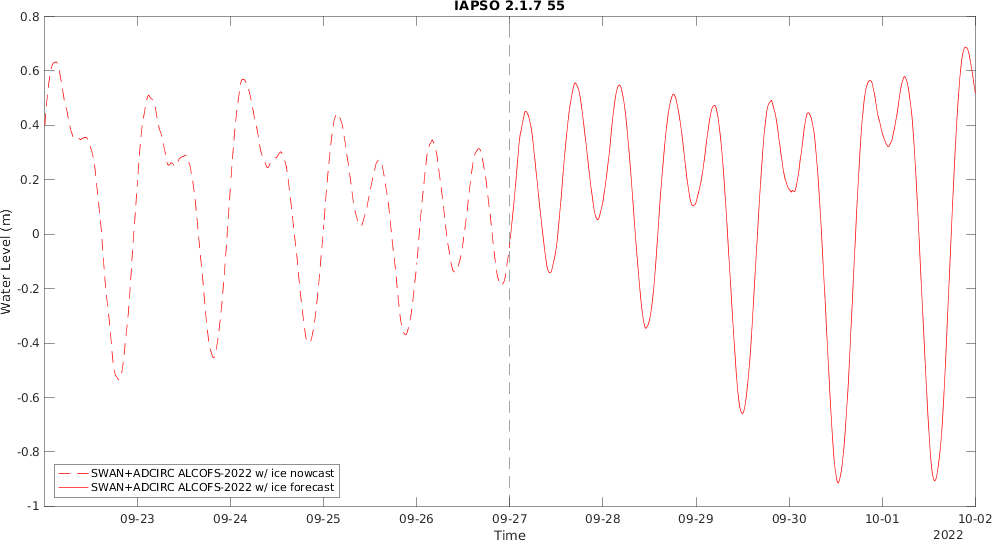 IAPSO 2.1.7 55
Water Level (m)
0.8
0.6
0.4
0.2
0
-0.2
-0.4
-0.6
-0.8
-1
SWAN+ADCIRC ALCOFS-2022 w/ ice nowcast
SWAN+ADCIRC ALCOFS-2022 w/ ice forecast
09-23 09-24 09-25 09-26 09-27 09-28 09-29 09-30 10-01 10-02
Time
2022